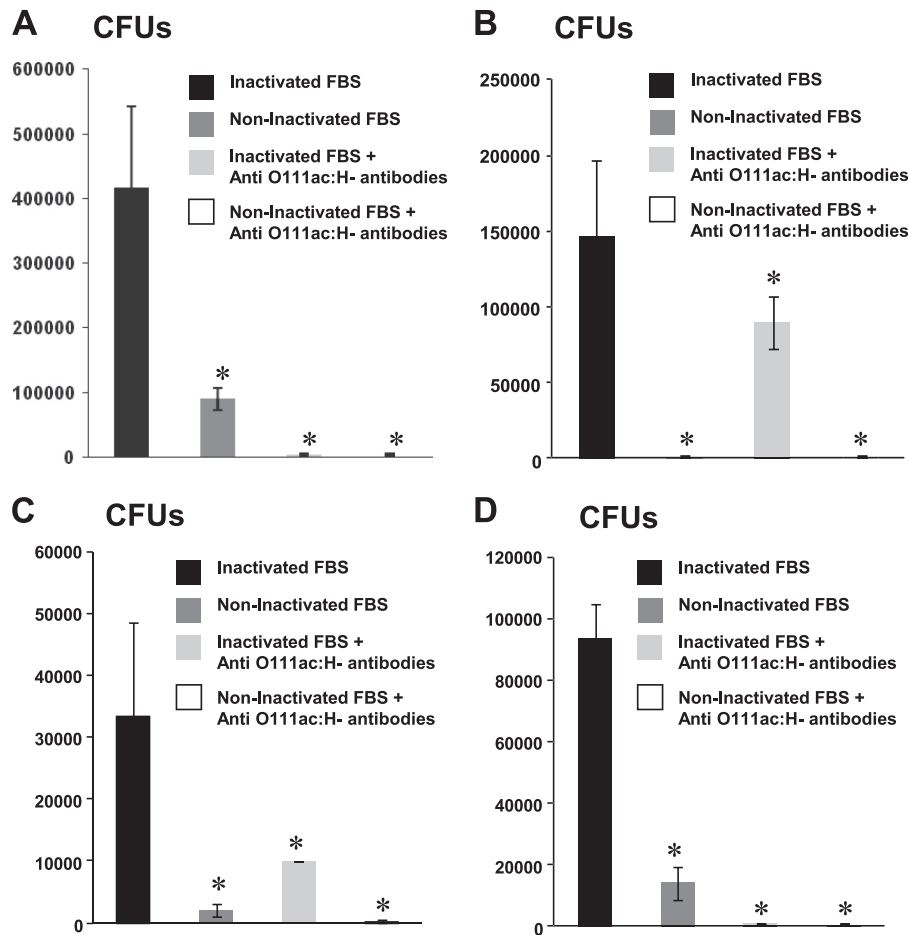 A CFUs
600000
500000
400000
300000
200000
100000
0
Inactivated FBS
Non-Inactivated FBS
Inactivated FBS +
Anti O111ac:H- antibodies
Non-Inactivated FBS +
Anti O111ac:H- antibodies
*
*
*
B CFUs
250000
200000
150000
100000
50000
0
Inactivated FBS
Non-Inactivated FBS
Inactivated FBS +
Anti O111ac:H- antibodies
Non-Inactivated FBS +
Anti O111ac:H- antibodies
*
*
*
C CFUs
60000
50000
40000
30000
20000
10000
0
Inactivated FBS
Non-Inactivated FBS
Inactivated FBS +
Anti O111ac:H- antibodies
Non-Inactivated FBS +
Anti O111ac:H- antibodies
*
*
*
D CFUs
120000
100000
80000
60000
40000
20000
0
Inactivated FBS
Non-Inactivated FBS
Inactivated FBS +
Anti O111ac:H- antibodies
Non-Inactivated FBS +
Anti O111ac:H- antibodies
*
*
*